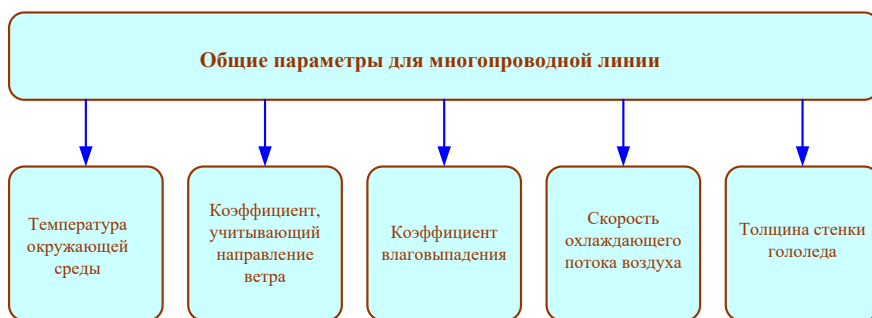 Общие параметры для многопроводной линии
Температура
окружающей
среды
Коэффициент,
учитывающий
направление
ветра
Коэффициент
влаговыпадения
Скорость
охлаждающего
потока воздуха
Толщина стенки
гололеда